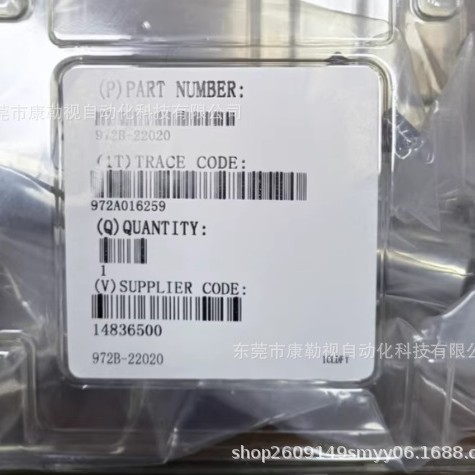 (P)PART NUMBER:
东莞市康勒视自动化科技有限公司
972B-22020
(1T)TRACE CODE:
972A016259
(Q)QUANTITY:
1
(V)SUPPLIER CODE:
14836500
东莞市康勒视自动化科技有限公司
972B-22020
shop2609149smyy06.1688.c